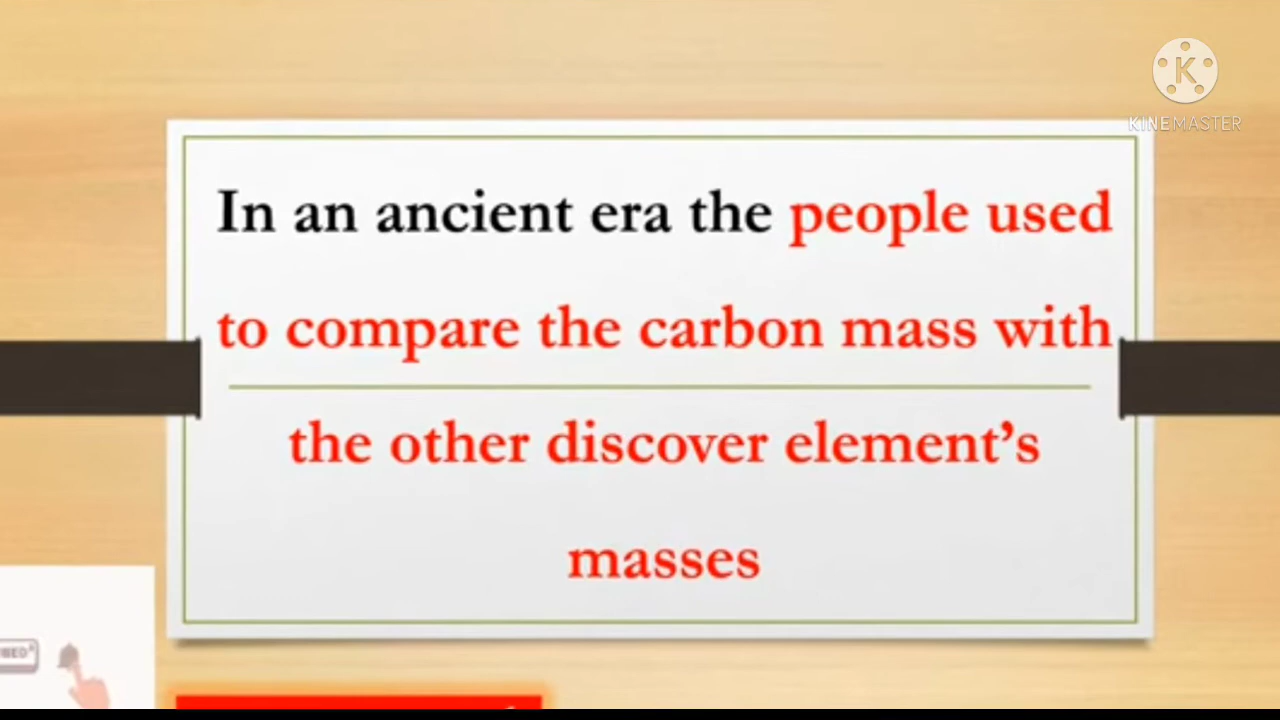 K
KINEMASTER
In an ancient era the people used
to compare the carbon mass with
the other discover element's
masses